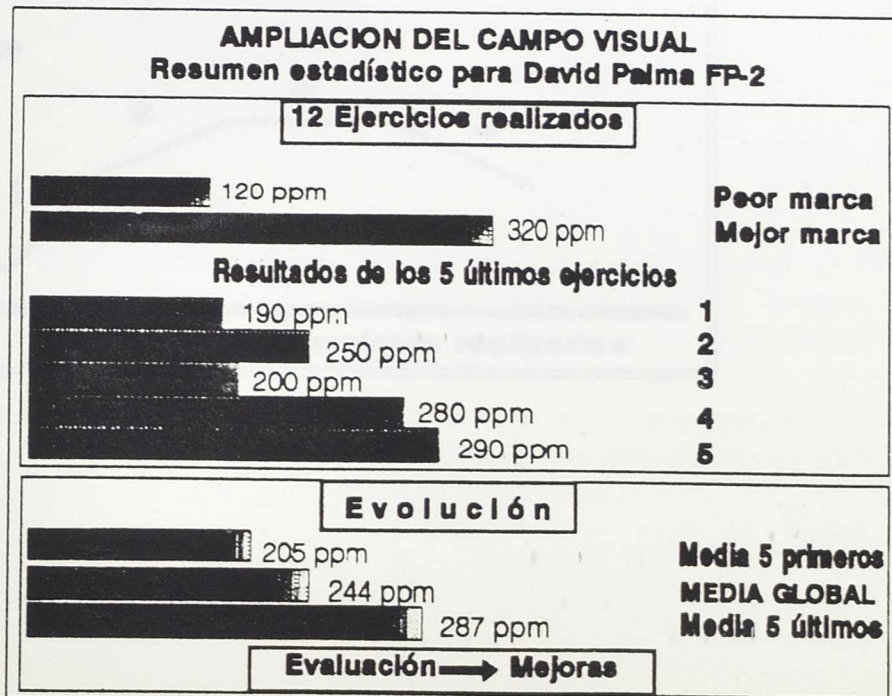 AMPLIACION DEL CAMPO VISUAL
Resumen estadístico para David Palma FP-2
12 Ejercicios realizados
120 ppm Peor marca
320 ppm Mejor marca
Resultados de los 5 últimos ejercicios
190 ppm 1
250 ppm 2
200 ppm 3
280 ppm 4
290 ppm 5
Evolución
205 ppm Media 5 primeros
244 ppm MEDIA GLOBAL
287 ppm Media 5 últimos
Evaluación → Mejoras